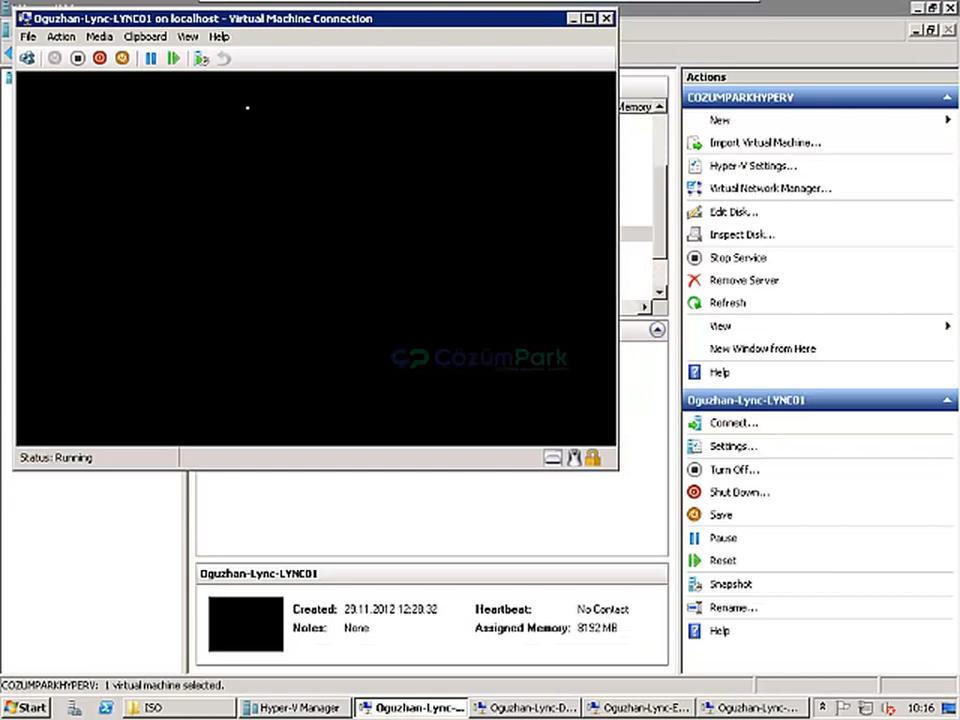 Oguzhan-Lync-LYNC01 on localhost - Virtual Machine Connection
File Action Media Clipboard View Help
CözümPark
Status: Running
Memory
Actions
COZUMPARKHYPERV
New
Import Virtual Machine...
Hyper-V Settings...
Virtual Network Manager...
Edit Disk...
Inspect Disk...
Stop Service
Remove Server
Refresh
View
New Window from Here
Help
Oguzhan-Lync-LYNC01
Connect...
Settings...
Turn Off...
Shut Down...
Save
Pause
Reset
Snapshot
Rename...
Help
Oguzhan-Lync-LYNC01
Created: 29.11.2012 12:28:32 Heartbeat: No Contact
Notes: None Assigned Memory: 8192 MB
COZUMPARKHYPERV: 1 virtual machine selected.
Start ISO Hyper-V Manager Oguzhan-Lync-... Oguzhan-Lync-D... Oguzhan-Lync-E... Oguzhan-Lync-... 10:16